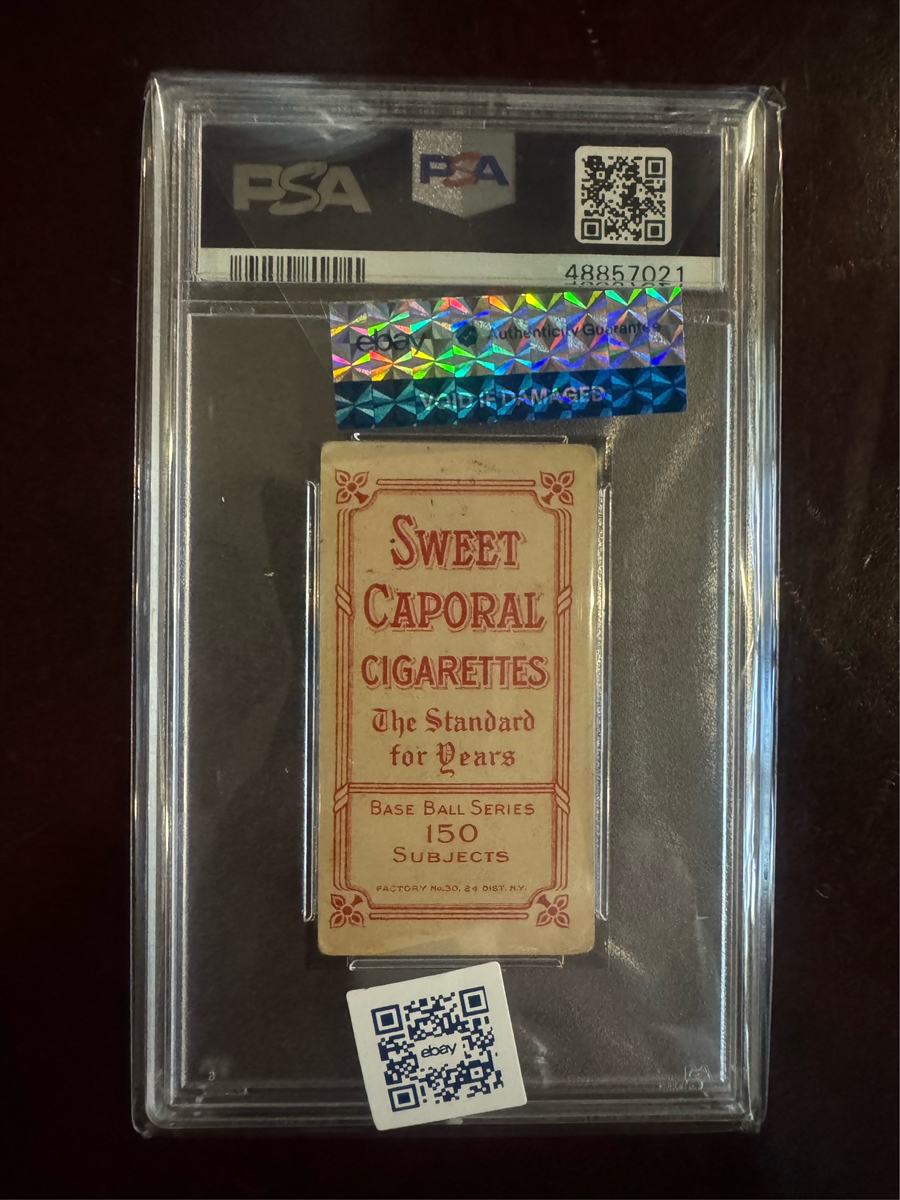 PSA
PSA
48857021
ebay Authenticity Guarantee
VOID IF DAMAGED
SWEET
CAPORAL
CIGARETTES
The Standard
for Years
BASE BALL SERIES
150
SUBJECTS
FACTORY No.30, 24 DIST. N.Y.
ebay